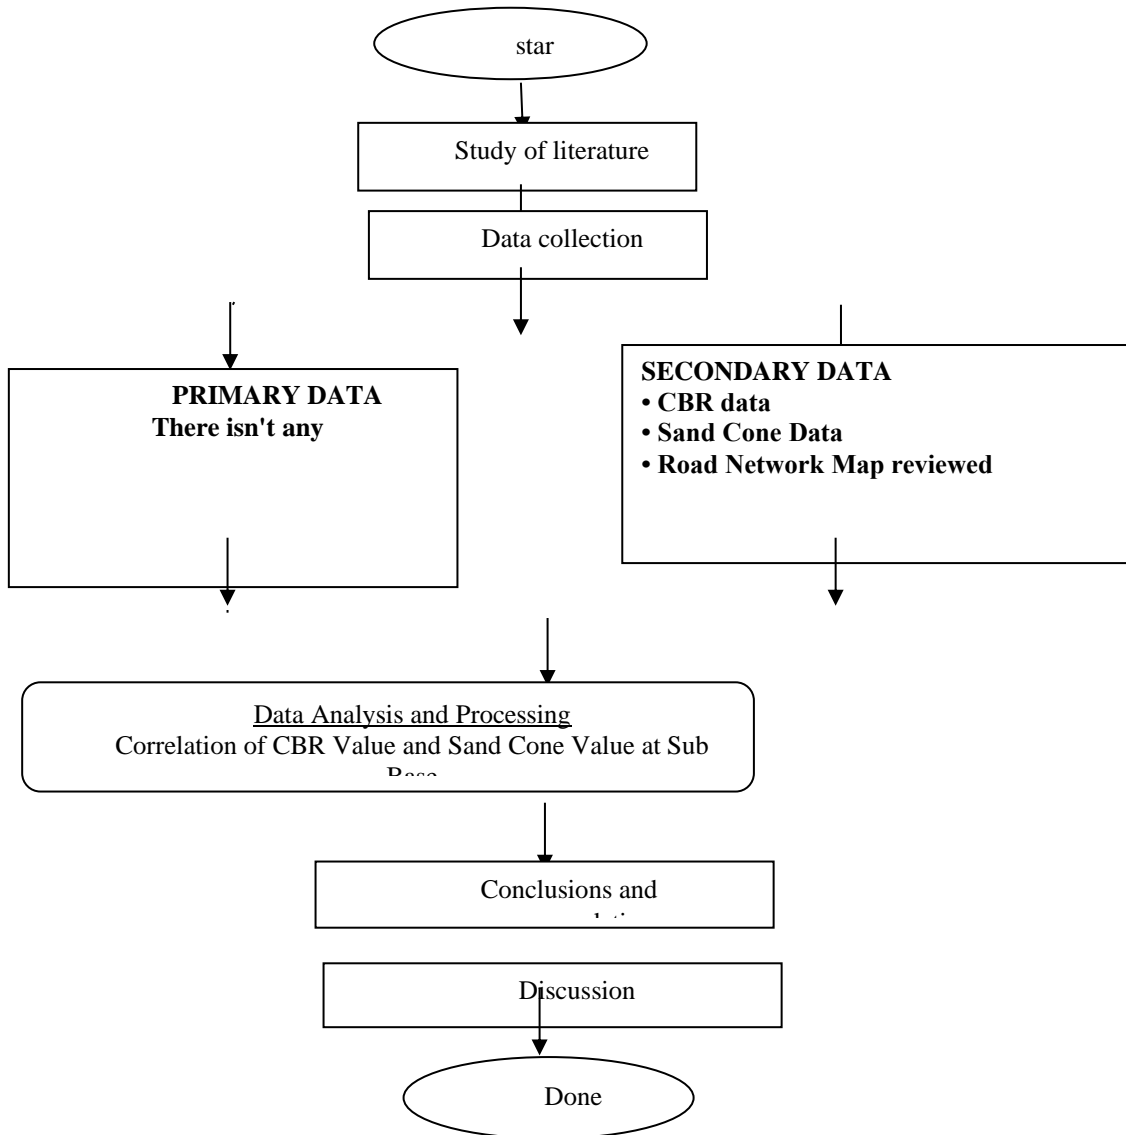 star
Study of literature
Data collection
PRIMARY DATA
There isn't any
SECONDARY DATA
• CBR data
• Sand Cone Data
• Road Network Map reviewed
Data Analysis and Processing
Correlation of CBR Value and Sand Cone Value at Sub
Base
Conclusions and
Discussion
Done